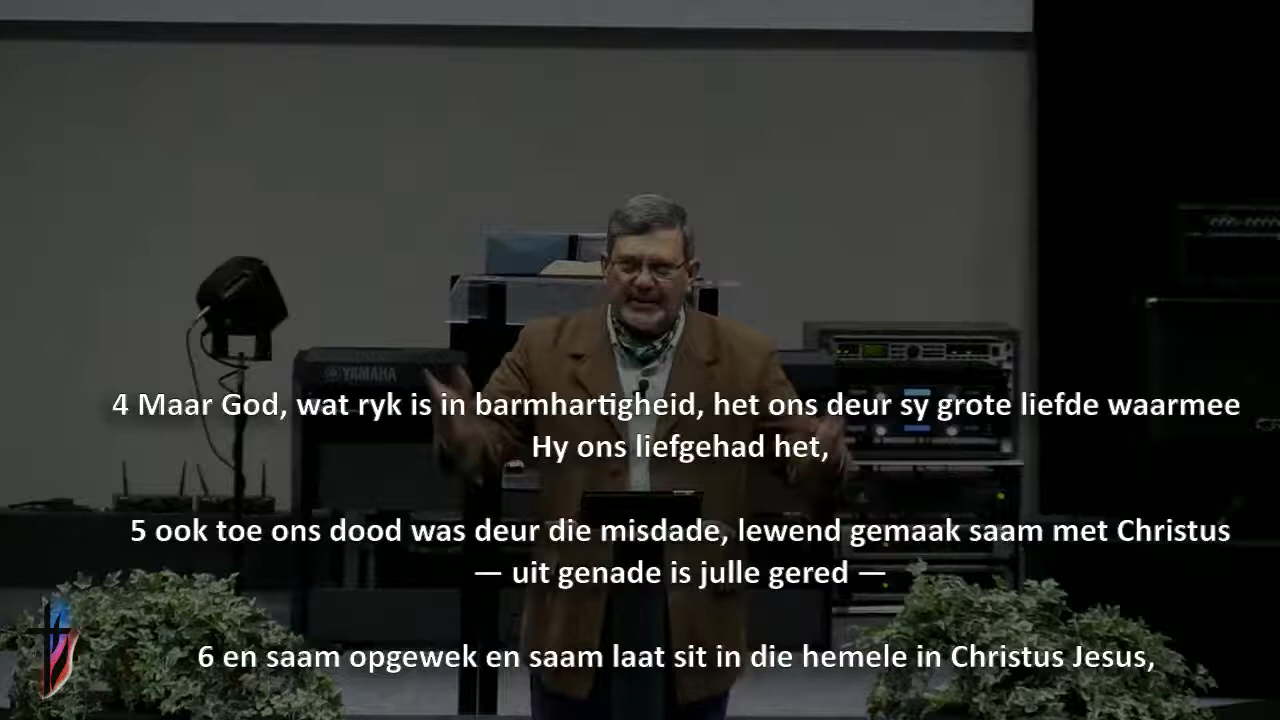 YAMAHA
4 Maar God, wat ryk is in barmhartigheid, het ons deur sy grote liefde waarmee
Hy ons liefgehad het,
5 ook toe ons dood was deur die misdade, lewend gemaak saam met Christus
— uit genade is julle gered —
6 en saam opgewek en saam laat sit in die hemele in Christus Jesus,